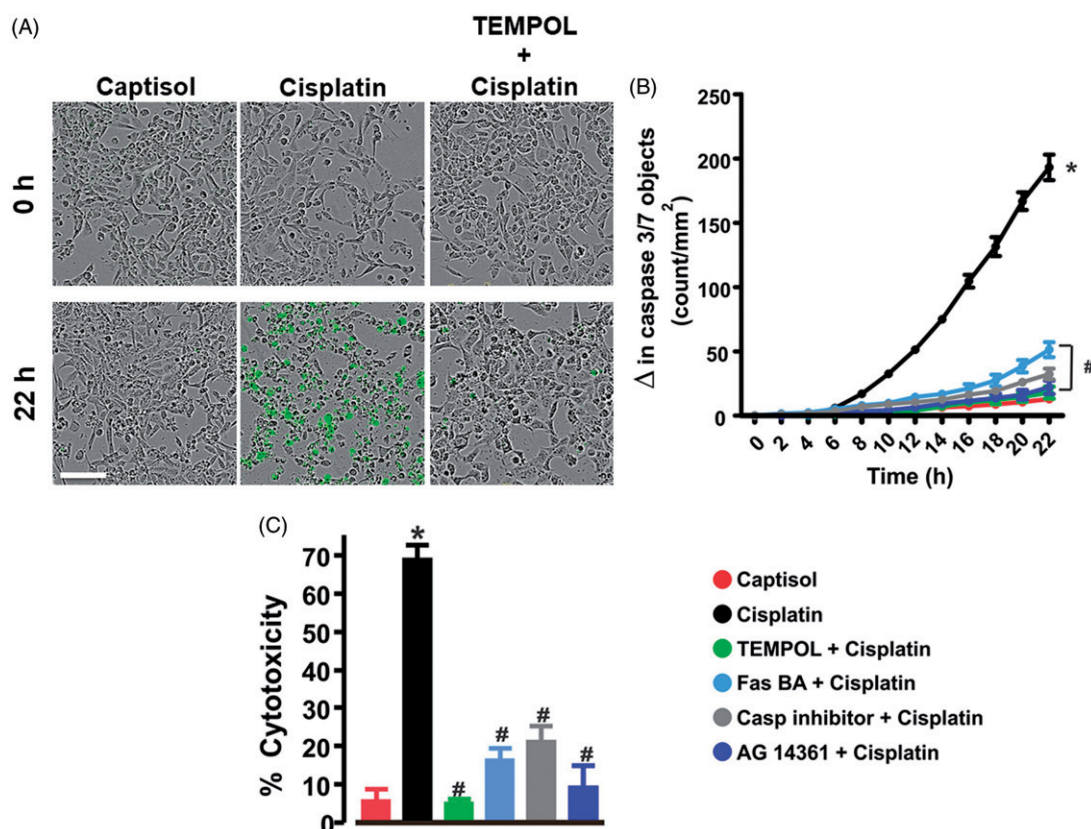 (A)
TEMPOL
+
Captisol Cisplatin Cisplatin
0 h
22 h
(B)
Δ in caspase 3/7 objects
(count/mm²)
250
200
150
100
50
0
*
#
0 2 4 6 8 10 12 14 16 18 20 22
Time (h)
(C)
% Cytotoxicity
70
60
50
40
30
20
10
0
* # # # #
Captisol
Cisplatin
TEMPOL + Cisplatin
Fas BA + Cisplatin
Casp inhibitor + Cisplatin
AG 14361 + Cisplatin